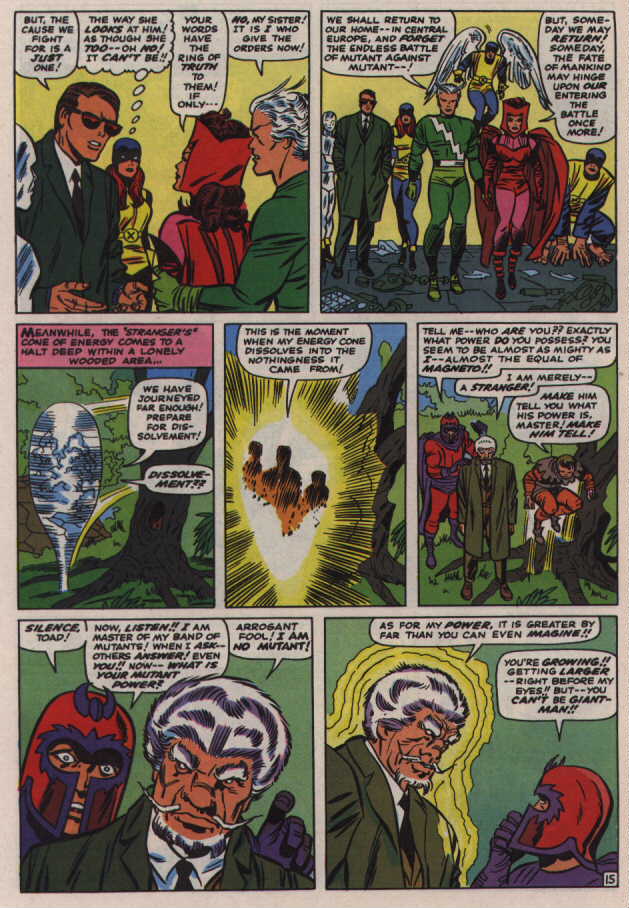 BUT, THE
CAUSE WE
FIGHT
FOR IS A
JUST
ONE!
THE WAY SHE
LOOKS AT HIM!
AS THOUGH SHE
TOO--OH NO!
IT CAN'T BE!!
YOUR
WORDS
HAVE
THE
RING OF
TRUTH
TO
THEM!
IF
ONLY---
NO, MY SISTER!
IT IS I WHO
GIVE THE
ORDERS NOW!
WE SHALL RETURN TO
OUR HOME--IN CENTRAL
EUROPE, AND FORGET
THE ENDLESS BATTLE
OF MUTANT AGAINST
MUTANT--!
BUT, SOME-
DAY WE MAY
RETURN!
SOMEDAY,
THE FATE
OF MANKIND
MAY HINGE
UPON OUR
ENTERING
THE
BATTLE
ONCE
MORE!
MEANWHILE, THE "STRANGER'S"
CONE OF ENERGY COMES TO A
HALT DEEP WITHIN A LONELY
WOODED AREA...
WE HAVE
JOURNEYED
FAR ENOUGH!
PREPARE
FOR DIS-
SOLVEMENT!
DISSOLVE-
MENT??
THIS IS THE MOMENT
WHEN MY ENERGY CONE
DISSOLVES INTO THE
NOTHINGNESS IT
CAME FROM!
TELL ME--WHO ARE YOU?? EXACTLY
WHAT POWER DO YOU POSSESS? YOU
SEEM TO BE ALMOST AS MIGHTY AS
I--ALMOST THE EQUAL OF
MAGNETO!!
I AM MERELY--
A STRANGER!
MAKE HIM
TELL YOU WHAT
HIS POWER IS,
MASTER! MAKE
HIM TELL!
SILENCE,
TOAD!
NOW, LISTEN!! I AM
MASTER OF MY BAND OF
MUTANTS! WHEN I ASK--
OTHERS ANSWER! EVEN
YOU!! NOW--WHAT IS
YOUR MUTANT
POWER?
ARROGANT
FOOL! I AM
NO MUTANT!
AS FOR MY POWER, IT IS GREATER BY
FAR THAN YOU CAN EVEN IMAGINE!!
YOU'RE GROWING!!
GETTING LARGER
--RIGHT BEFORE MY
EYES!! BUT--YOU
CAN'T BE GIANT-
MAN!!
15